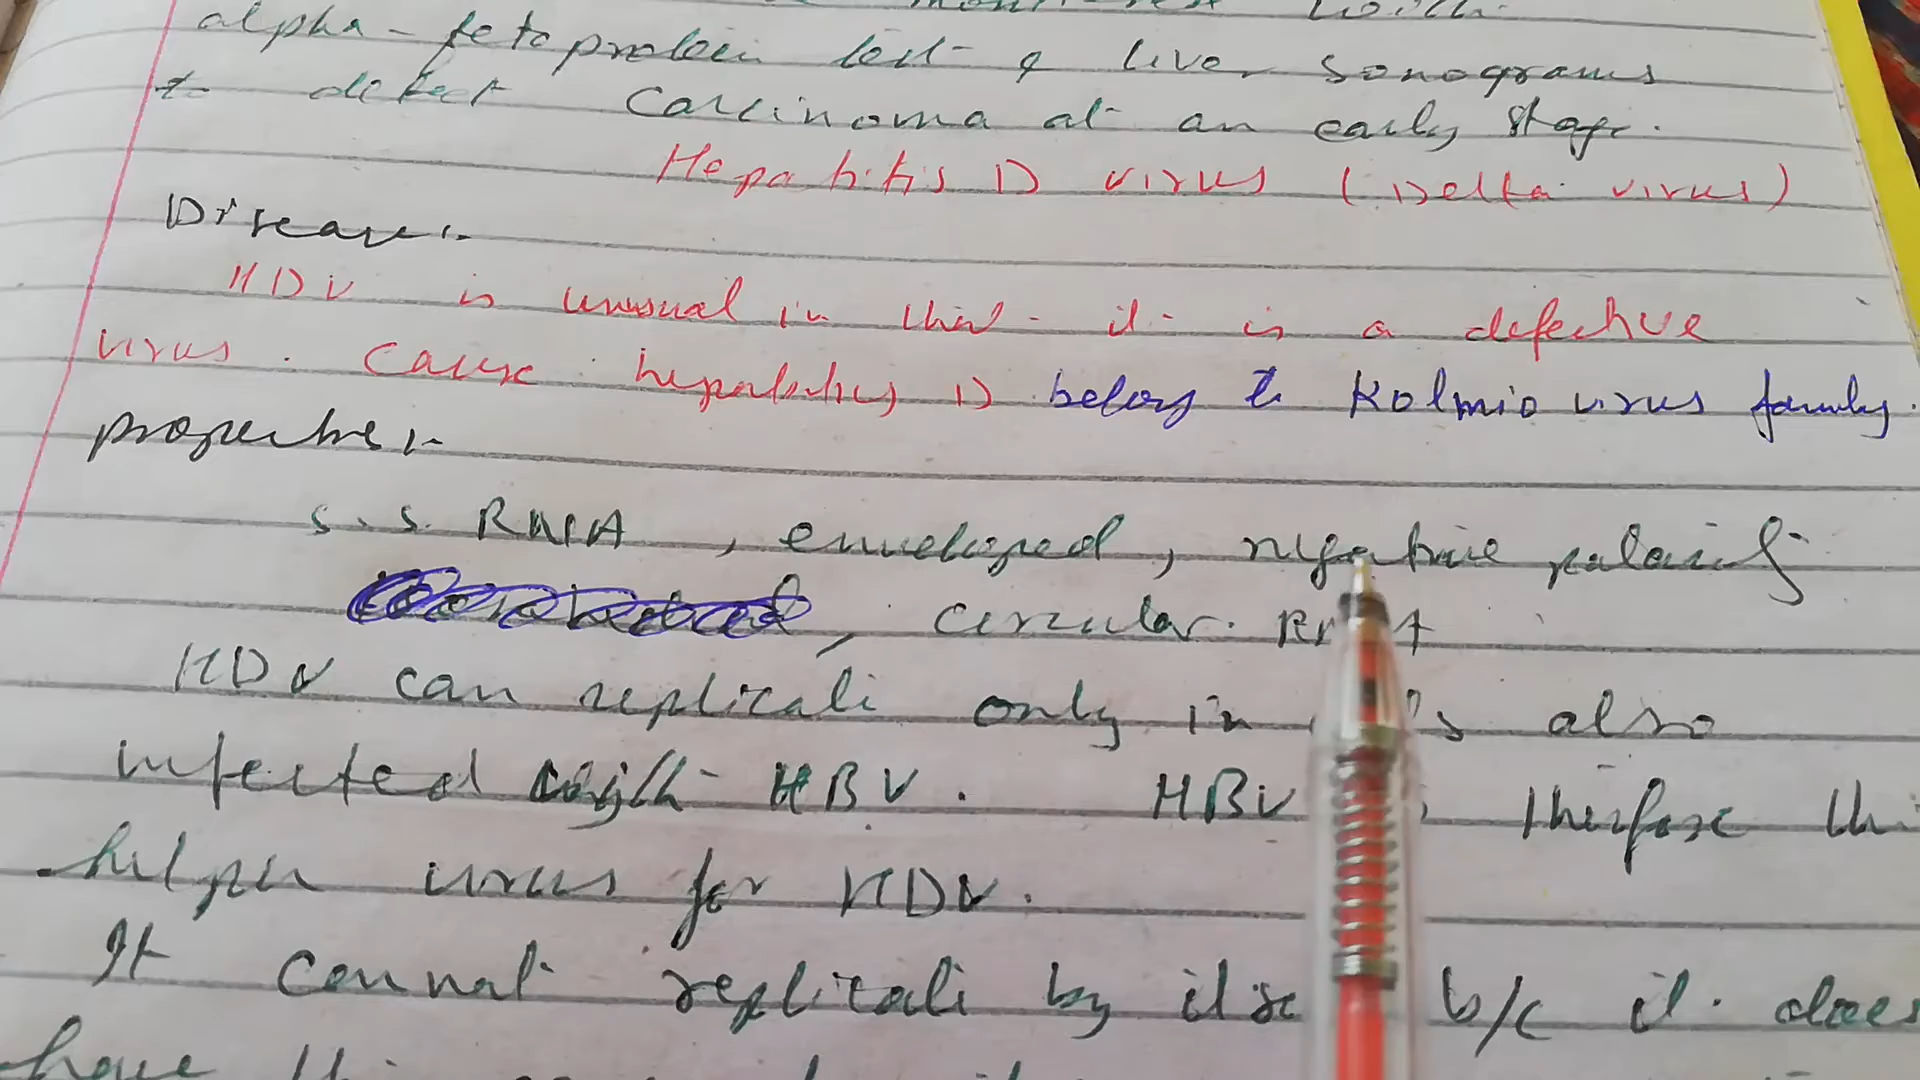 alpha-fetoprotein test & liver sonograms
to detect carcinoma at an early stage.
Hepatitis D virus (Delta virus)
Disease:-
HDV is unusual in that it is a defective
virus. Cause hepatitis D belong to Kolmio virus family.
properties:-
s.s. RNA, enveloped, negative polarity
, circular RNA
HDV can replicate only in also
infected with HBV. HBV therefore the
helper virus for HDV.
It cannot replicate by itse b/c it does
have